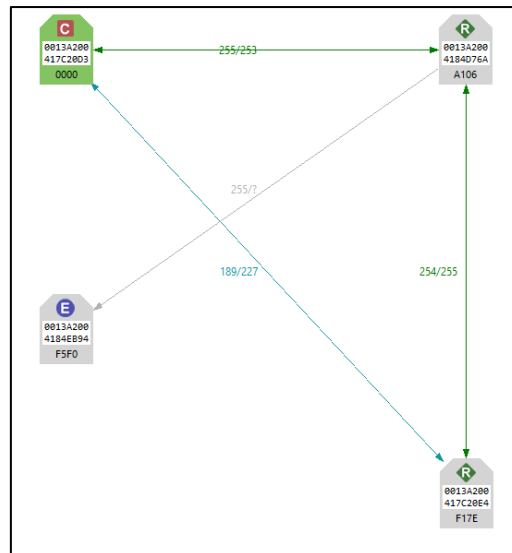 C
0013A200
417C20D3
0000
255/253
R
0013A200
4184D76A
A106
255/?
189/227
254/255
E
0013A200
4184EB94
F5F0
R
0013A200
417C20E4
F17E